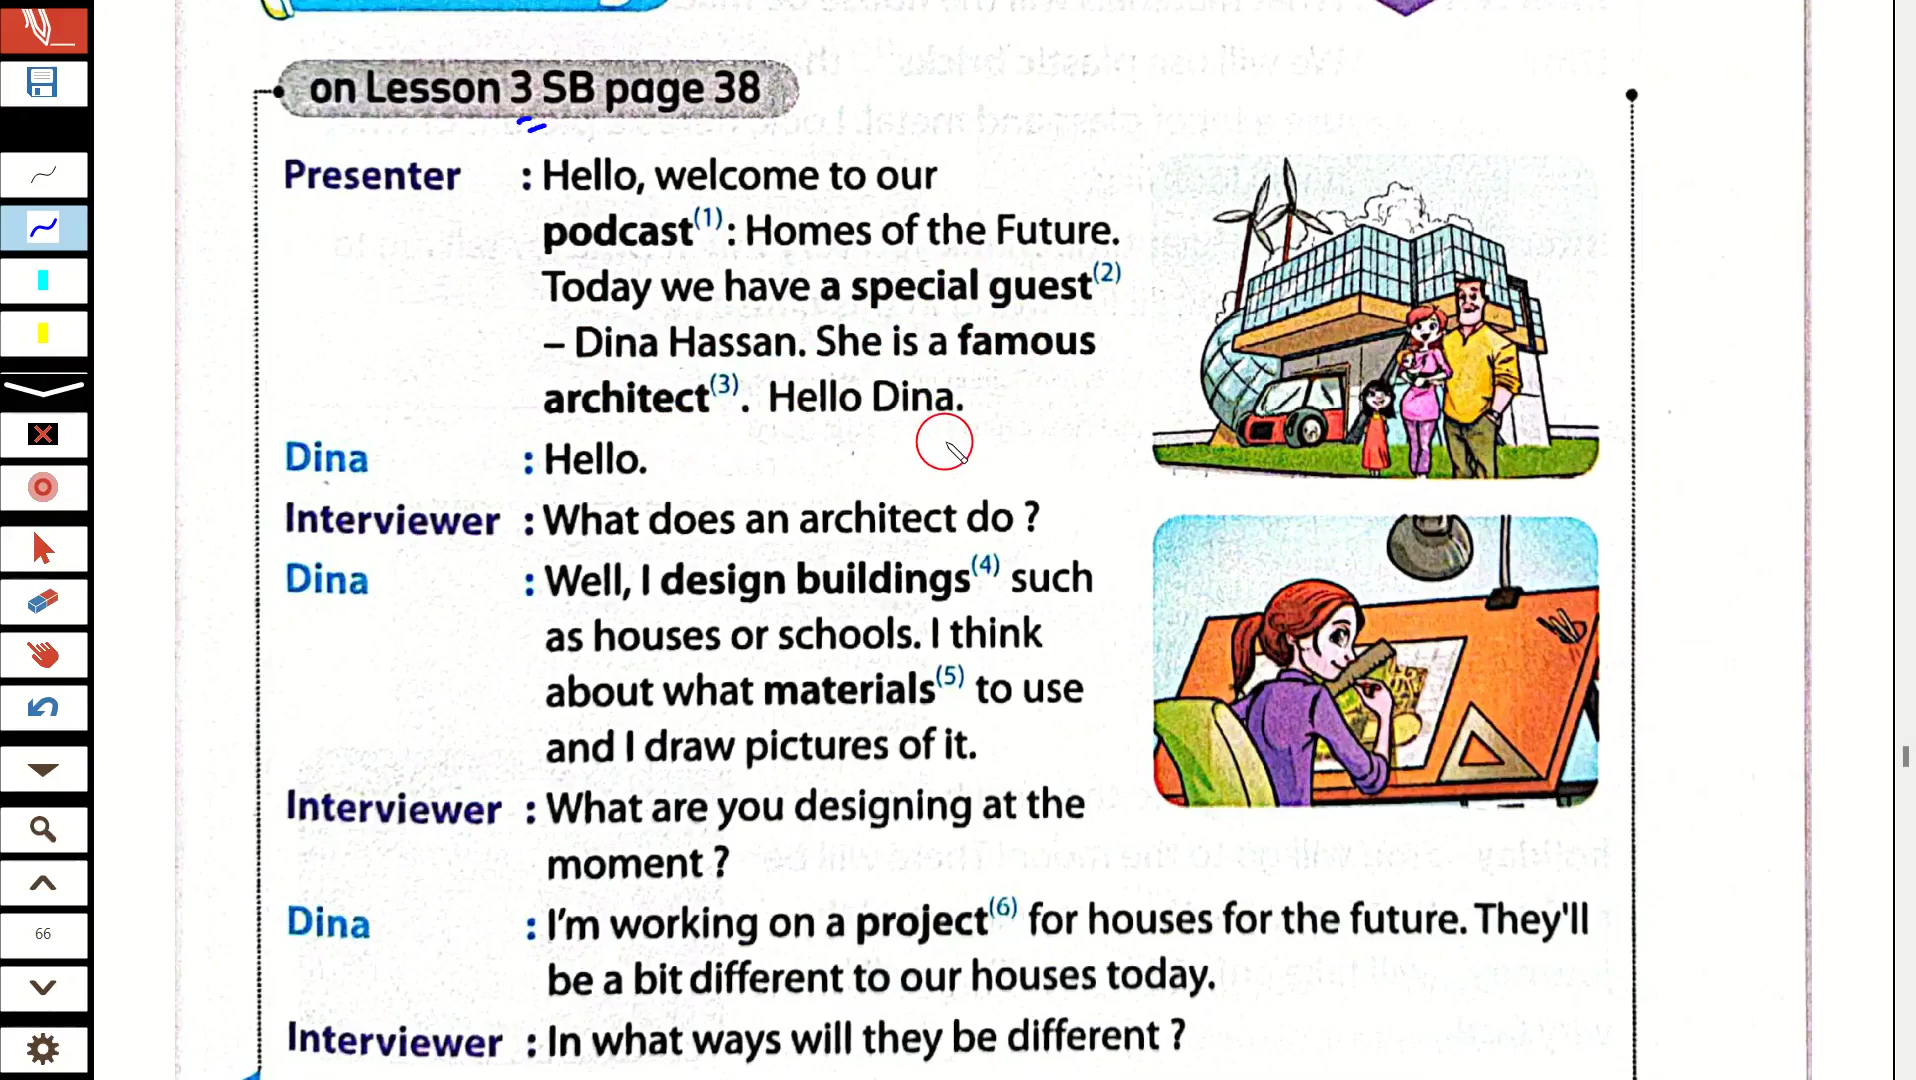 on Lesson 3 SB page 38
Presenter : Hello, welcome to our
podcast(1): Homes of the Future.
Today we have a special guest(2)
– Dina Hassan. She is a famous
architect(3). Hello Dina.
Dina : Hello.
Interviewer : What does an architect do ?
Dina : Well, I design buildings(4) such
as houses or schools. I think
about what materials(5) to use
and I draw pictures of it.
Interviewer : What are you designing at the
moment ?
Dina : I'm working on a project(6) for houses for the future. They'll
be a bit different to our houses today.
Interviewer : In what ways will they be different ?
66